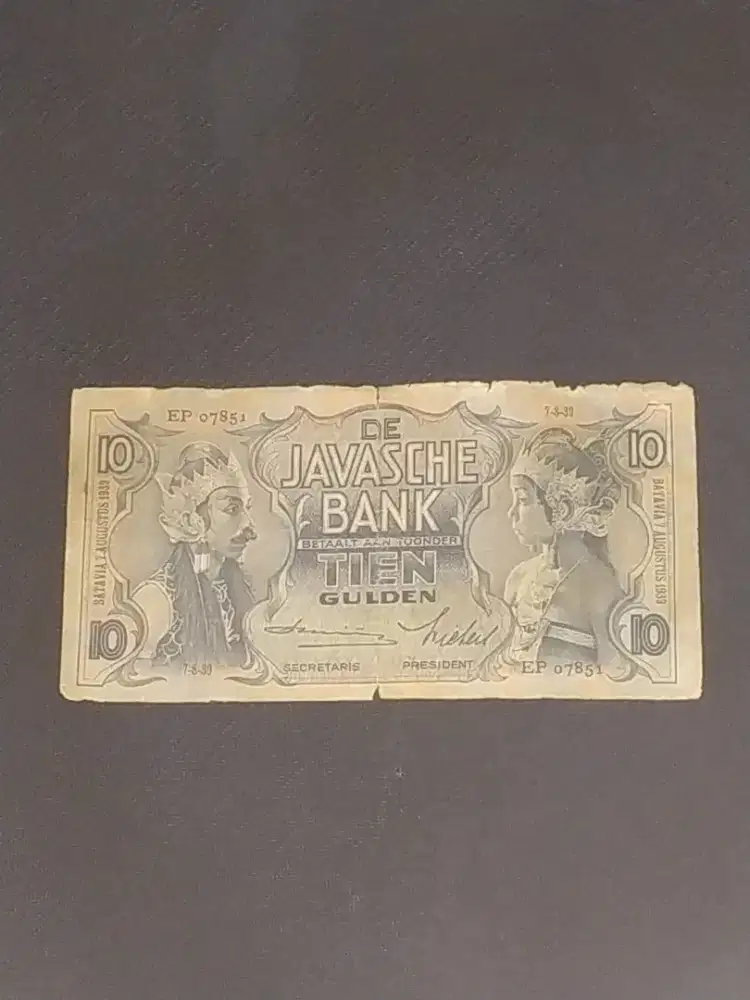 EP 07851
7-8-39
10
10
DE
JAVASCHE
BANK
BETAALT AAN TOONDER
TIEN
GULDEN
BATAVIA 7 AUGUSTUS 1939
BATAVIA 7 AUGUSTUS 1939
10
10
7-8-39
SECRETARIS
PRESIDENT
EP 07851